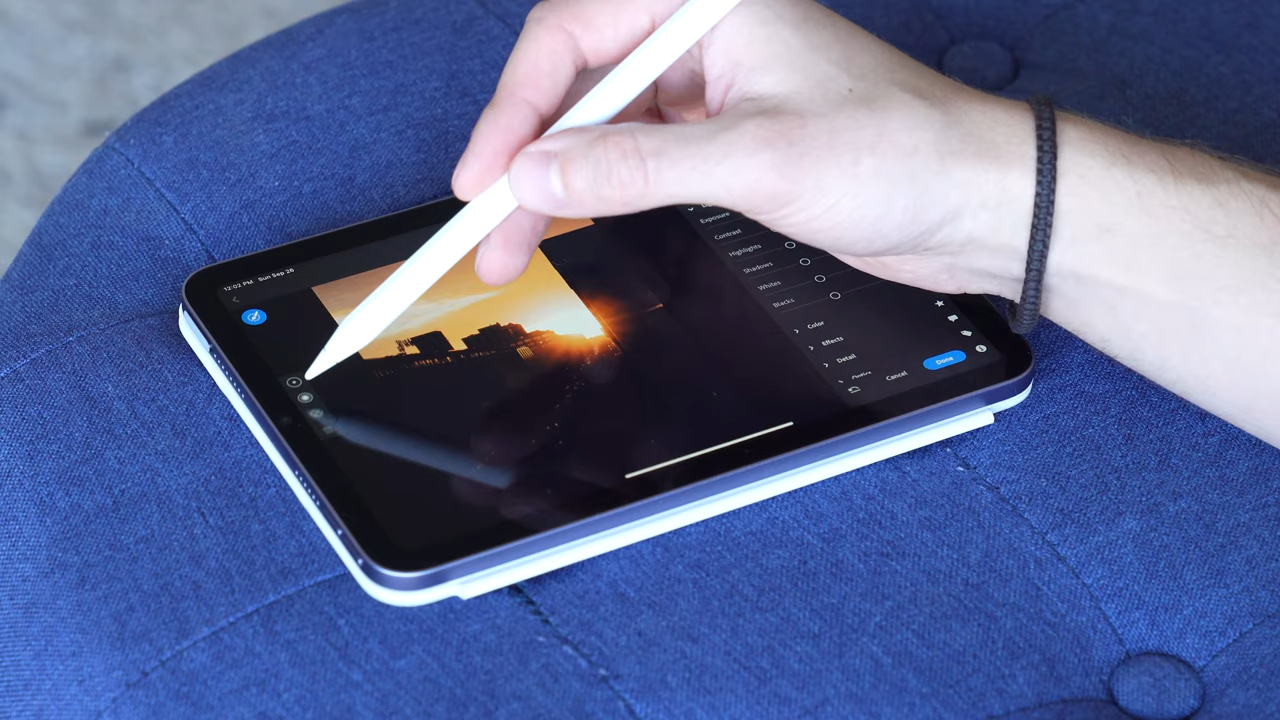 12:02 PM Sun Sep 26
Exposure
Contrast
Highlights
Shadows
Whites
Blacks
Color
Effects
Detail
Cancel
Done